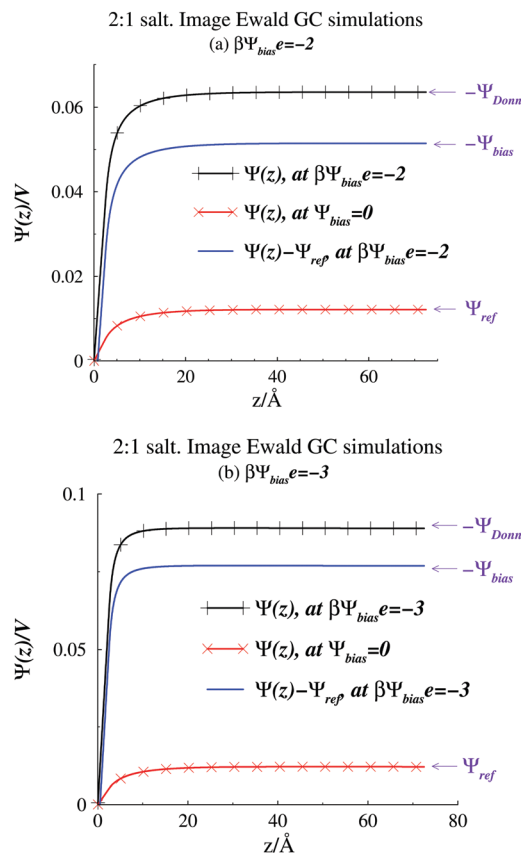 2:1 salt. Image Ewald GC simulations
(a) βΨbiase=−2
0.06
0.04
0.02
0
Ψ(z)/V
−ΨDonn
−Ψbias
Ψ(z), at βΨbiase=−2
Ψ(z), at Ψbias=0
Ψ(z)−Ψref, at βΨbiase=−2
Ψref
0 20 40 60
z/Å
2:1 salt. Image Ewald GC simulations
(b) βΨbiase=−3
0.1
0.05
0
Ψ(z)/V
−ΨDonn
−Ψbias
Ψ(z), at βΨbiase=−3
Ψ(z), at Ψbias=0
Ψ(z)−Ψref, at βΨbiase=−3
Ψref
0 20 40 60 80
z/Å